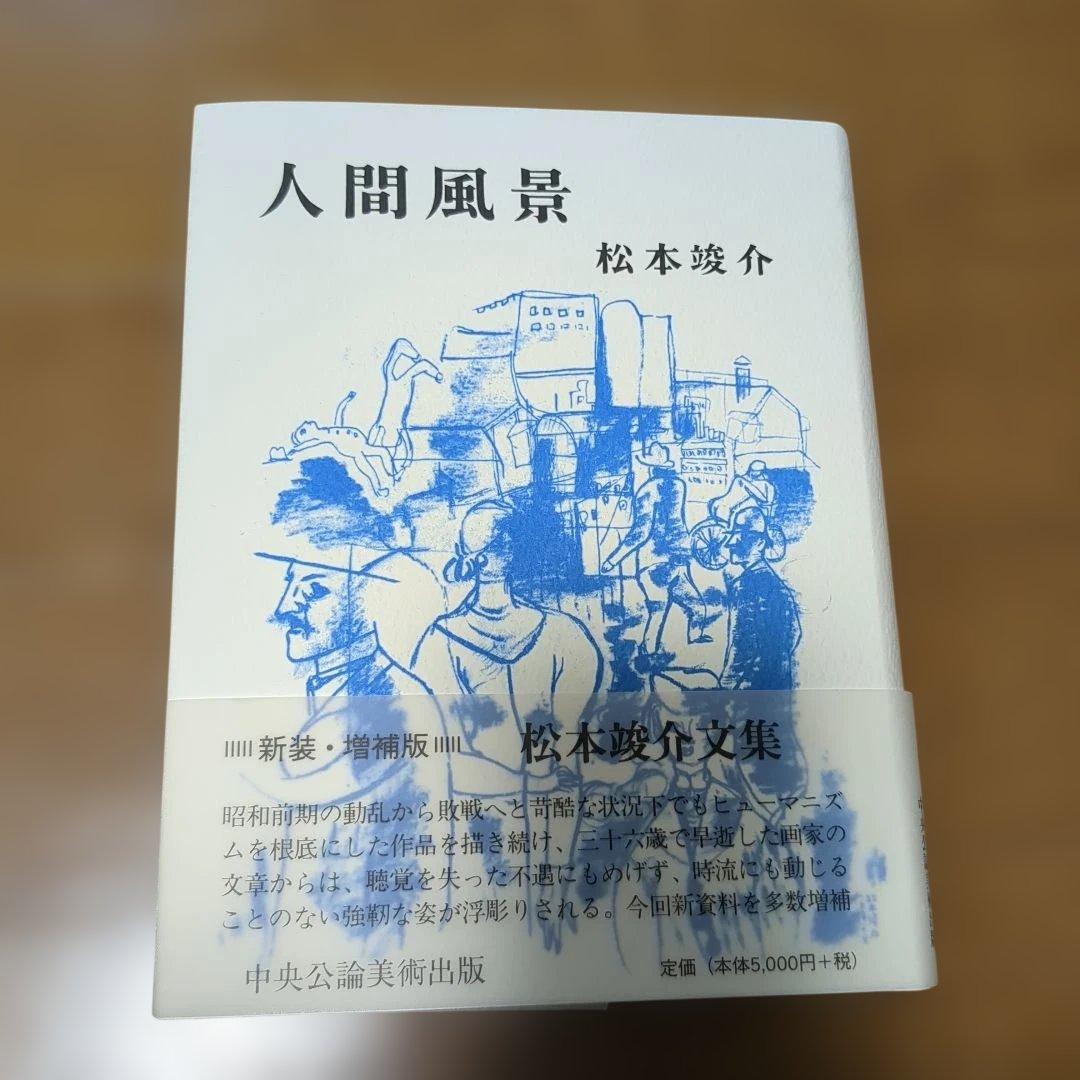 人間風景
松本竣介
新装・増補版
松本竣介文集
昭和前期の動乱から敗戦へと苛酷な状況下でもヒューマニズ
ムを根底にした作品を描き続け、三十六歳で早逝した画家の
文章からは、聴覚を失った不遇にもめげず、時流にも動じる
ことのない強靭な姿が浮彫りされる。今回新資料を多数増補
中央公論美術出版
定価（本体5,000円＋税）